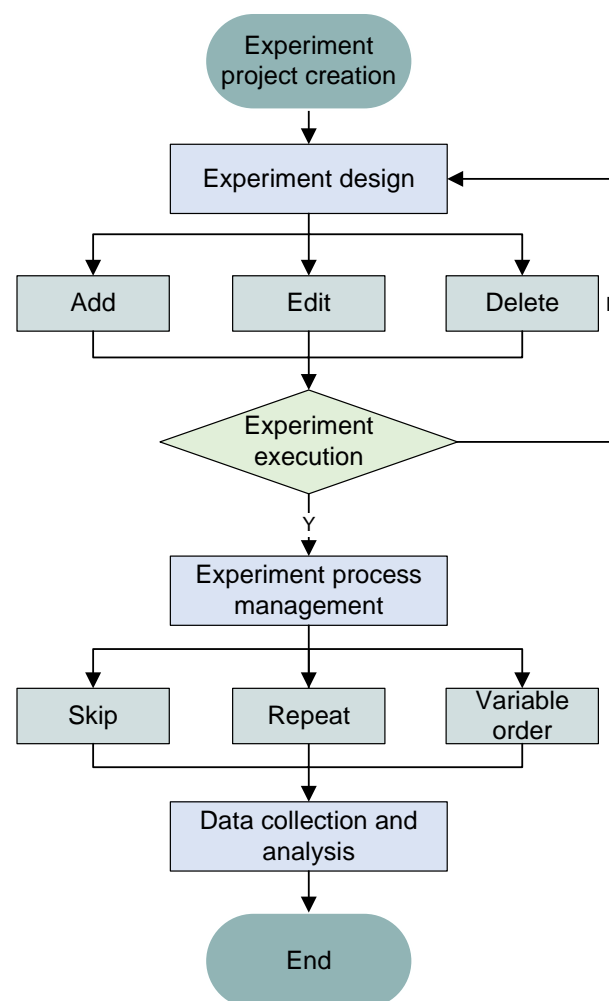 Experiment
project creation
Experiment design
Add
Edit
Delete
Experiment
execution
Y
Experiment process
management
Skip
Repeat
Variable
order
Data collection and
analysis
End